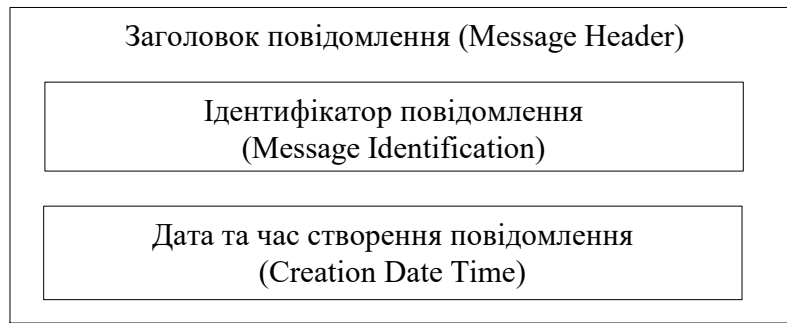 Заголовок повідомлення (Message Header)
Ідентифікатор повідомлення
(Message Identification)
Дата та час створення повідомлення
(Creation Date Time)